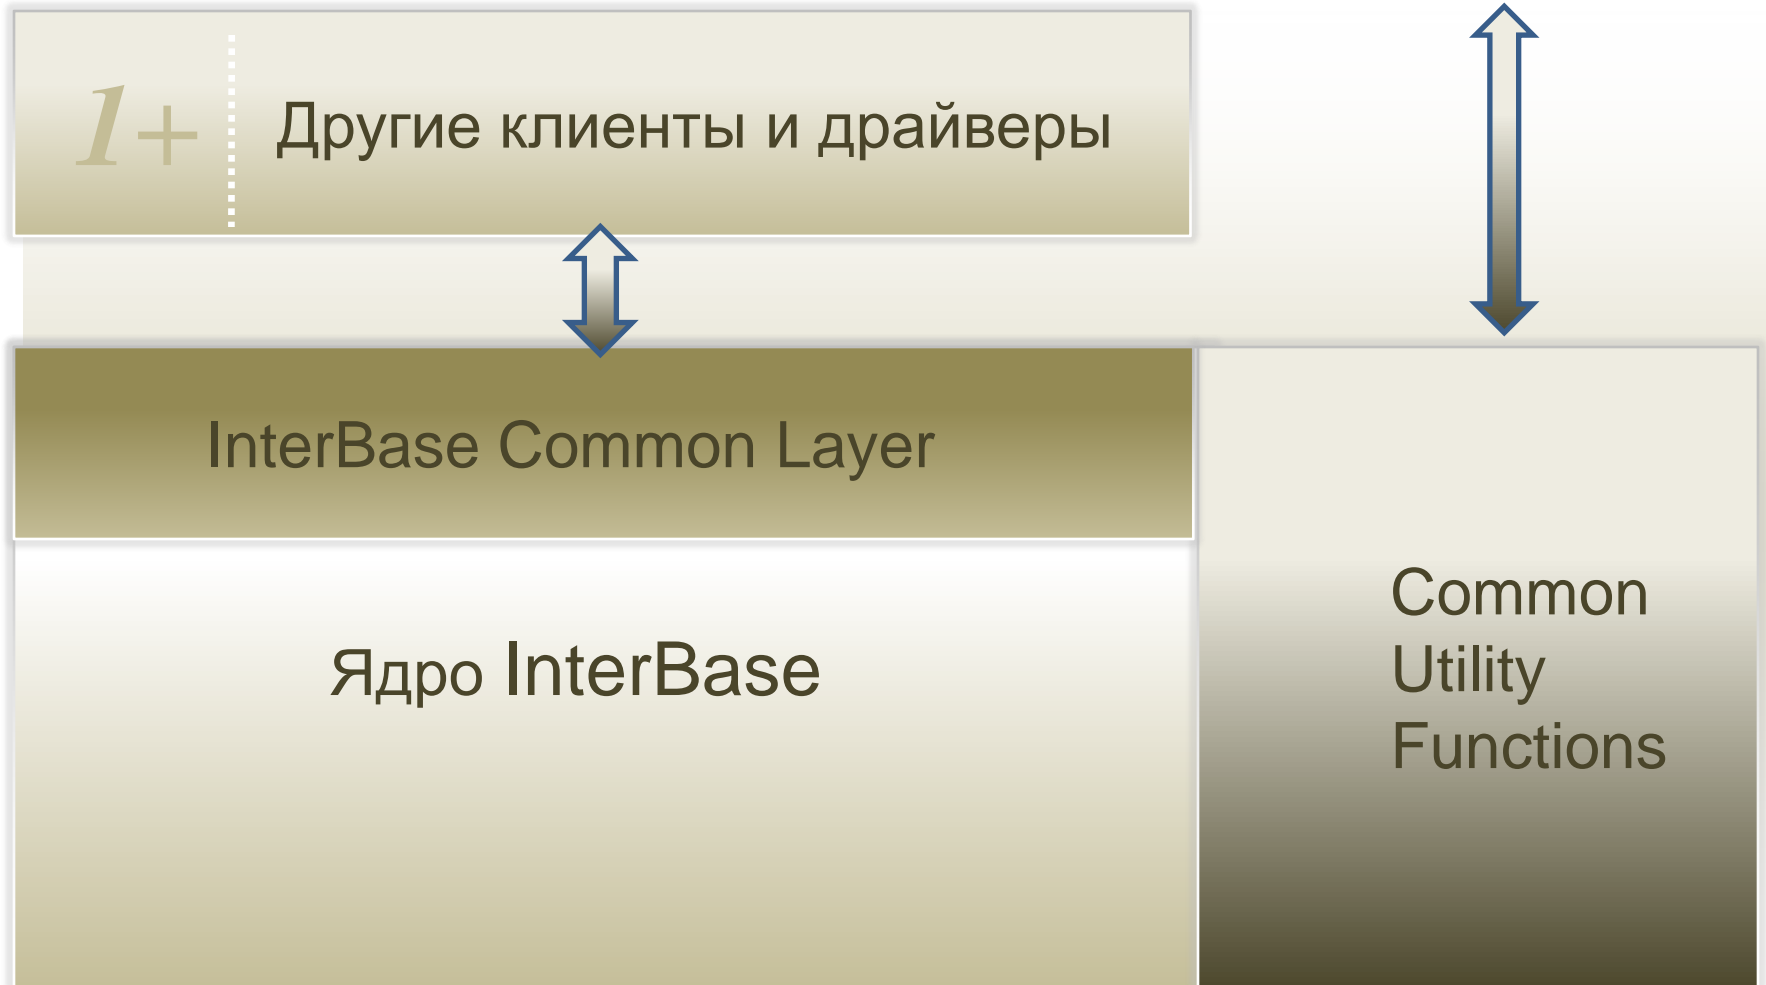 1+
Другие клиенты и драйверы
InterBase Common Layer
Ядро InterBase
Common
Utility
Functions